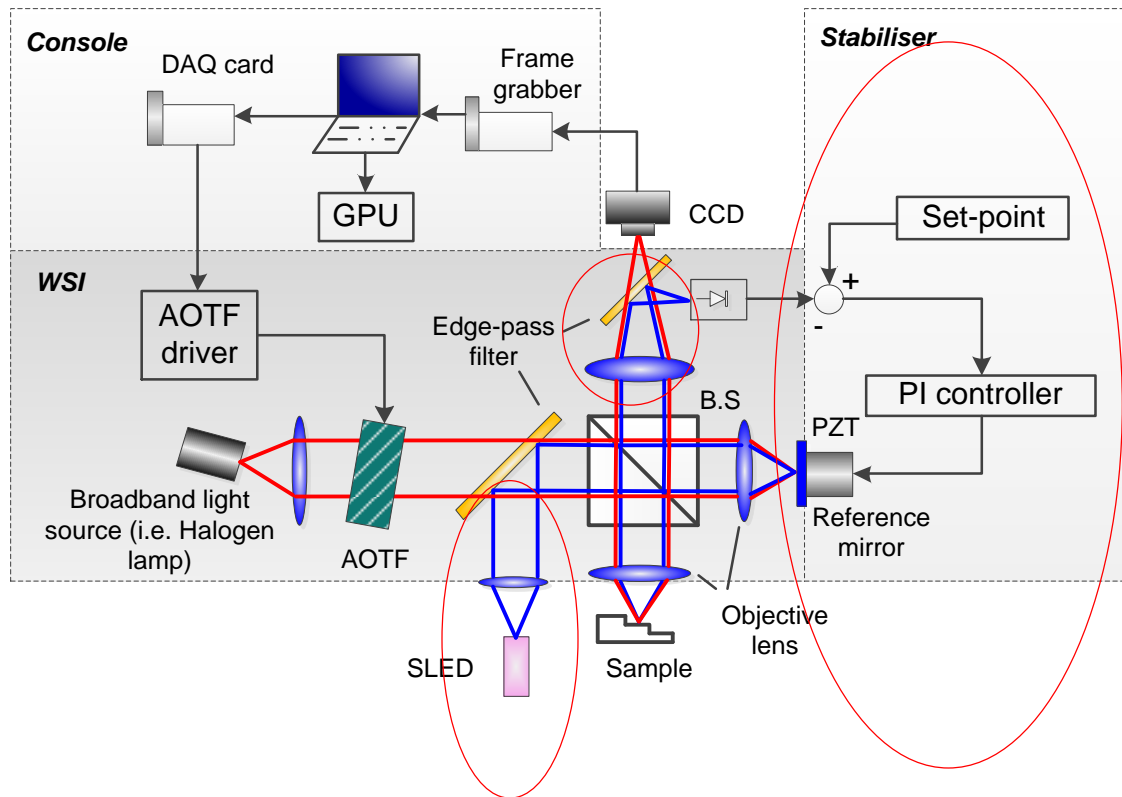 Console
DAQ card
Frame
grabber
GPU
Stabiliser
CCD
Set-point
+
-
WSI
AOTF
driver
Edge-pass
filter
B.S
PI controller
PZT
Broadband light
source (i.e. Halogen
lamp)
AOTF
Reference
mirror
Objective
lens
SLED
Sample